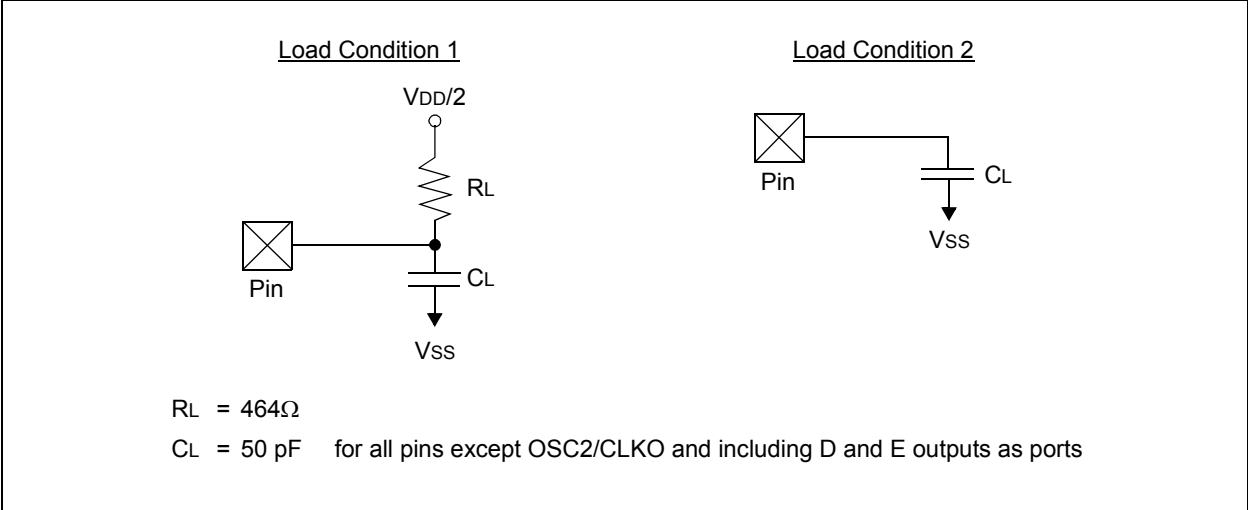 Load Condition 1
VDD/2
RL
Pin
CL
VSS
Load Condition 2
Pin
CL
VSS
RL = 464Ω
CL = 50 pF for all pins except OSC2/CLKO and including D and E outputs as ports